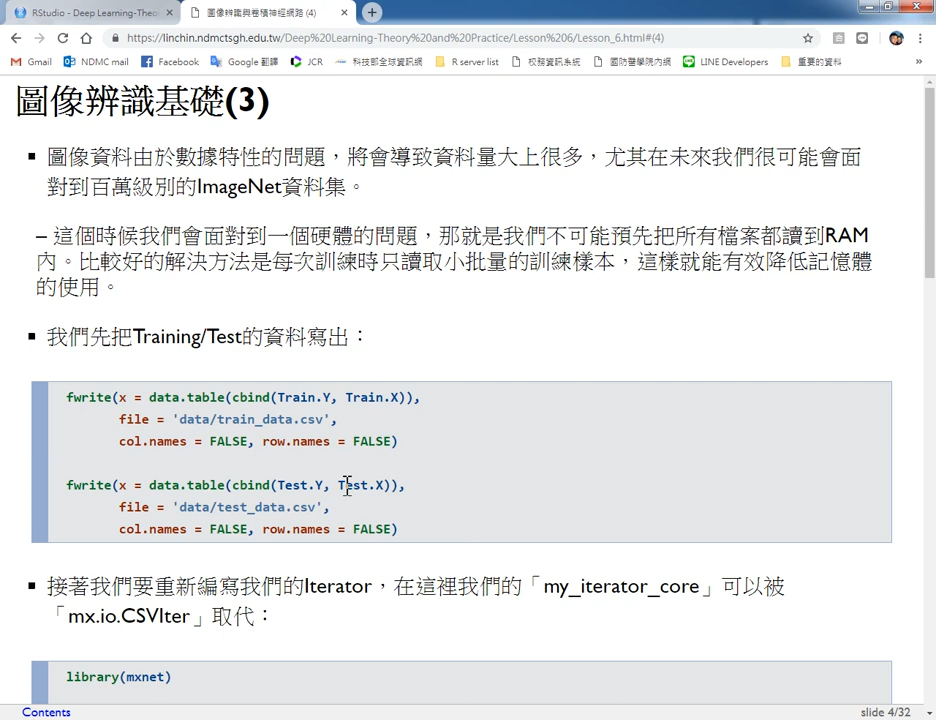 RStudio - Deep Learning-Theo
圖像辨識與卷積神經網路 (4)
https://linchin.ndmctsgh.edu.tw/Deep%20Learning-Theory%20and%20Practice/Lesson%206/Lesson_6.html#(4)
Gmail NDMC mail Facebook Google 翻譯 JCR 科技部全球資訊網 R server list 校務資訊系統 國防醫學院內網 LINE Developers 重要的資料 »
圖像辨識基礎(3)
圖像資料由於數據特性的問題，將會導致資料量大上很多，尤其在未來我們很可能會面
對到百萬級別的ImageNet資料集。
– 這個時候我們會面對到一個硬體的問題，那就是我們不可能預先把所有檔案都讀到RAM
內。比較好的解決方法是每次訓練時只讀取小批量的訓練樣本，這樣就能有效降低記憶體
的使用。
我們先把Training/Test的資料寫出：
fwrite(x = data.table(cbind(Train.Y, Train.X)),
file = 'data/train_data.csv',
col.names = FALSE, row.names = FALSE)
fwrite(x = data.table(cbind(Test.Y, Test.X)),
file = 'data/test_data.csv',
col.names = FALSE, row.names = FALSE)
接著我們要重新編寫我們的Iterator，在這裡我們的「my_iterator_core」可以被
「mx.io.CSVIter」取代：
library(mxnet)
Contents
slide 4/32